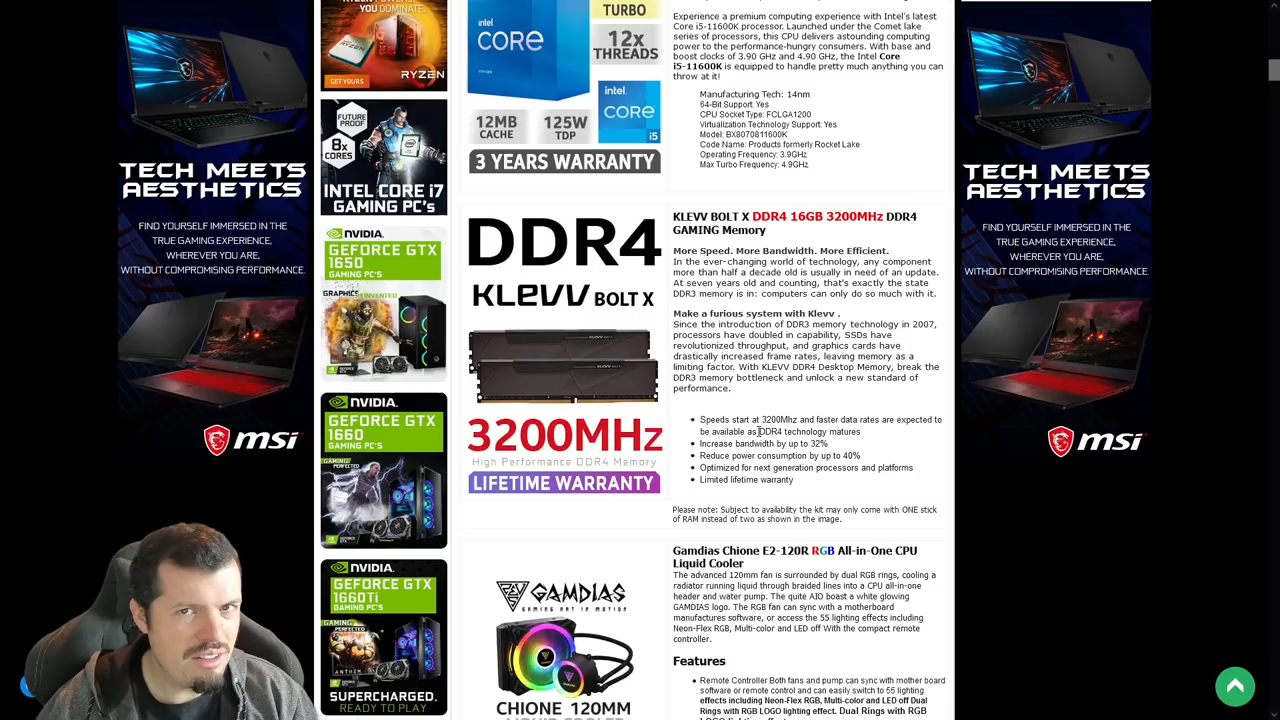 RYZEN POWERS
YOU DOMINATE
GET YOURS
RYZEN
FUTURE
PROOF
8x
CORES
INTEL CORE i7
GAMING PC's
NVIDIA.
GEFORCE GTX
1650
GAMING PC'S
GRAPHICS REINVENTED
NVIDIA.
GEFORCE GTX
1660
GAMING PC'S
GAMING
PERFECTED
NVIDIA.
GEFORCE GTX
1660Ti
GAMING PC'S
GAMING
PERFECTED
ANTHEM
SUPERCHARGED.
READY TO PLAY
TECH MEETS
AESTHETICS
FIND YOURSELF IMMERSED IN THE
TRUE GAMING EXPERIENCE,
WHEREVER YOU ARE,
WITHOUT COMPROMISING PERFORMANCE.
msi
intel
CORE
TURBO
12x
THREADS
12MB
CACHE
125W
TDP
intel
CORE
i5
3 YEARS WARRANTY
Experience a premium computing experience with Intel's latest
Core i5-11600K processor. Launched under the Comet lake
series of processors, this CPU delivers astounding computing
power to the performance-hungry consumers. With base and
boost clocks of 3.90 GHz and 4.90 GHz, the Intel Core
i5-11600K is equipped to handle pretty much anything you can
throw at it!
Manufacturing Tech: 14nm
64-Bit Support: Yes
CPU Socket Type: FCLGA1200
Virtualization Technology Support: Yes
Model: BX8070811600K
Code Name: Products formerly Rocket Lake
Operating Frequency: 3.9GHz
Max Turbo Frequency: 4.9GHz
DDR4
KLEVV BOLT X
3200MHz
High Performance DDR4 Memory
LIFETIME WARRANTY
KLEVV BOLT X DDR4 16GB 3200MHz DDR4
GAMING Memory
More Speed. More Bandwidth. More Efficient.
In the ever-changing world of technology, any component
more than half a decade old is usually in need of an update.
At seven years old and counting, that's exactly the state
DDR3 memory is in: computers can only do so much with it.
Make a furious system with Klevv .
Since the introduction of DDR3 memory technology in 2007,
processors have doubled in capability, SSDs have
revolutionized throughput, and graphics cards have
drastically increased frame rates, leaving memory as a
limiting factor. With KLEVV DDR4 Desktop Memory, break the
DDR3 memory bottleneck and unlock a new standard of
performance.
Speeds start at 3200Mhz and faster data rates are expected to
be available as DDR4 technology matures
Increase bandwidth by up to 32%
Reduce power consumption by up to 40%
Optimized for next generation processors and platforms
Limited lifetime warranty
Please note: Subject to availability the kit may only come with ONE stick
of RAM instead of two as shown in the image.
GAMDIAS
GAMING ART IN MOTION
CHIONE 120MM
LIQUID COOLER
Gamdias Chione E2-120R RGB All-in-One CPU
Liquid Cooler
The advanced 120mm fan is surrounded by dual RGB rings, cooling a
radiator running liquid through braided lines into a CPU all-in-one
header and water pump. The quite AIO boast a white glowing
GAMDIAS logo. The RGB fan can sync with a motherboard
manufactures software, or access the 55 lighting effects including
Neon-Flex RGB, Multi-color and LED off With the compact remote
controller.
Features
Remote Controller Both fans and pump can sync with mother board
software or remote control and can easily switch to 55 lighting
effects including Neon-Flex RGB, Multi-color and LED off Dual
Rings with RGB LOGO lighting effect. Dual Rings with RGB
LOGO lighting effect.
TECH MEETS
AESTHETICS
FIND YOURSELF IMMERSED IN THE
TRUE GAMING EXPERIENCE,
WHEREVER YOU ARE,
WITHOUT COMPROMISING PERFORMANCE.
msi